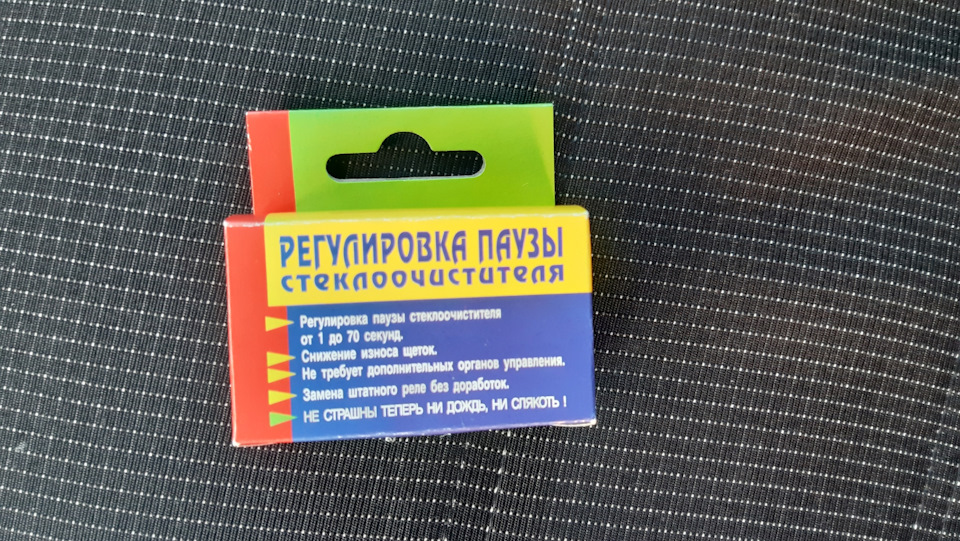 РЕГУЛИРОВКА ПАУЗЫ
стеклоочистителя
Регулировка паузы стеклоочистителя
от 1 до 70 секунд.
Снижение износа щеток.
Не требует дополнительных органов управления.
Замена штатного реле без доработок.
НЕ СТРАШНЫ ТЕПЕРЬ НИ ДОЖДЬ, НИ СЛЯКОТЬ !